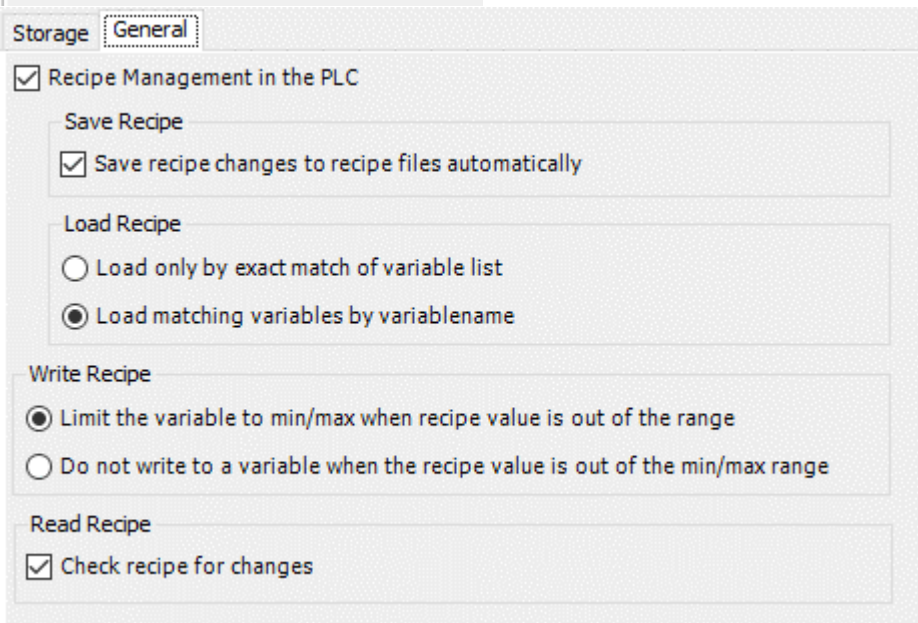 Storage General
Recipe Management in the PLC
Save Recipe
Save recipe changes to recipe files automatically
Load Recipe
Load only by exact match of variable list
Load matching variables by variablename
Write Recipe
Limit the variable to min/max when recipe value is out of the range
Do not write to a variable when the recipe value is out of the min/max range
Read Recipe
Check recipe for changes